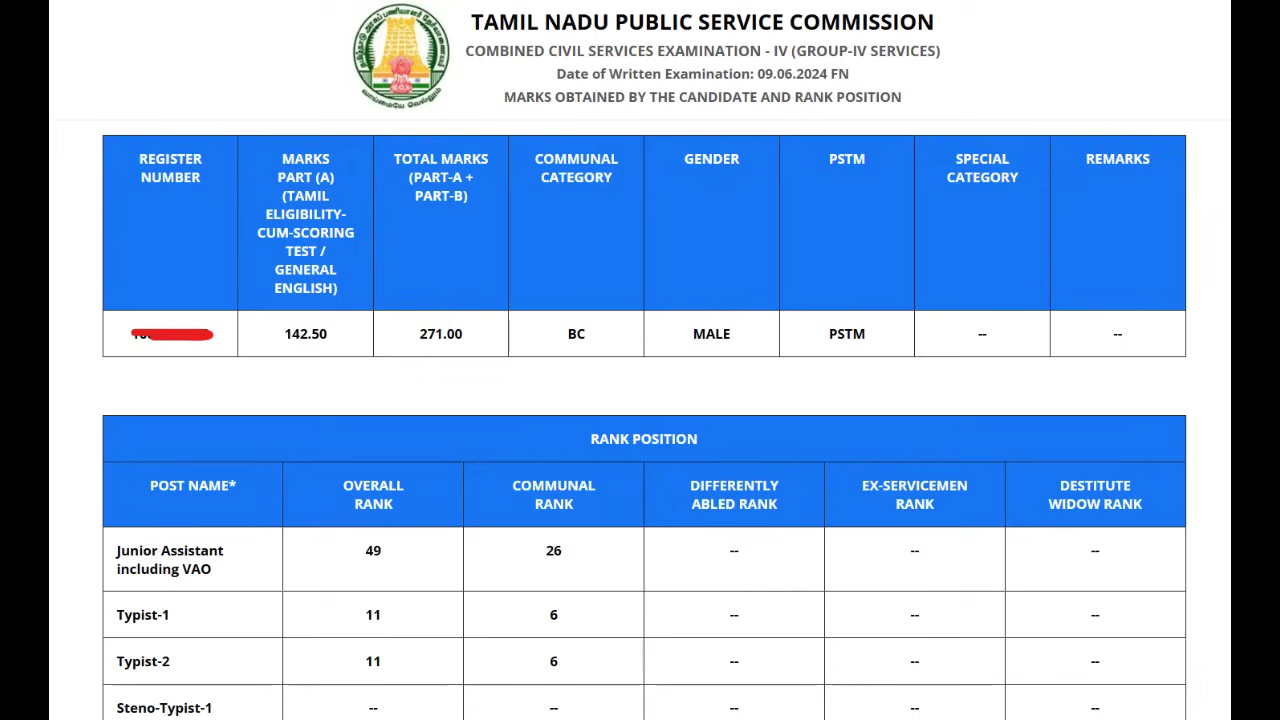 TAMIL NADU PUBLIC SERVICE COMMISSION
COMBINED CIVIL SERVICES EXAMINATION - IV (GROUP-IV SERVICES)
Date of Written Examination: 09.06.2024 FN
MARKS OBTAINED BY THE CANDIDATE AND RANK POSITION
REGISTER
NUMBER
MARKS
PART (A)
(TAMIL
ELIGIBILITY-
CUM-SCORING
TEST /
GENERAL
ENGLISH)
TOTAL MARKS
(PART-A +
PART-B)
COMMUNAL
CATEGORY
GENDER
PSTM
SPECIAL
CATEGORY
REMARKS
142.50
271.00
BC
MALE
PSTM
--
--
RANK POSITION
POST NAME*
OVERALL
RANK
COMMUNAL
RANK
DIFFERENTLY
ABLED RANK
EX-SERVICEMEN
RANK
DESTITUTE
WIDOW RANK
Junior Assistant
including VAO
49
26
--
--
--
Typist-1
11
6
--
--
--
Typist-2
11
6
--
--
--
Steno-Typist-1
--
--
--
--
--